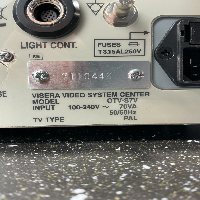 LIGHT CONT.
FUSES
T3.15AL250V
VISERA VIDEO SYSTEM CENTER
MODEL OTV-S7V
INPUT 100-240V ~ 70VA
50/60Hz
TV TYPE PAL